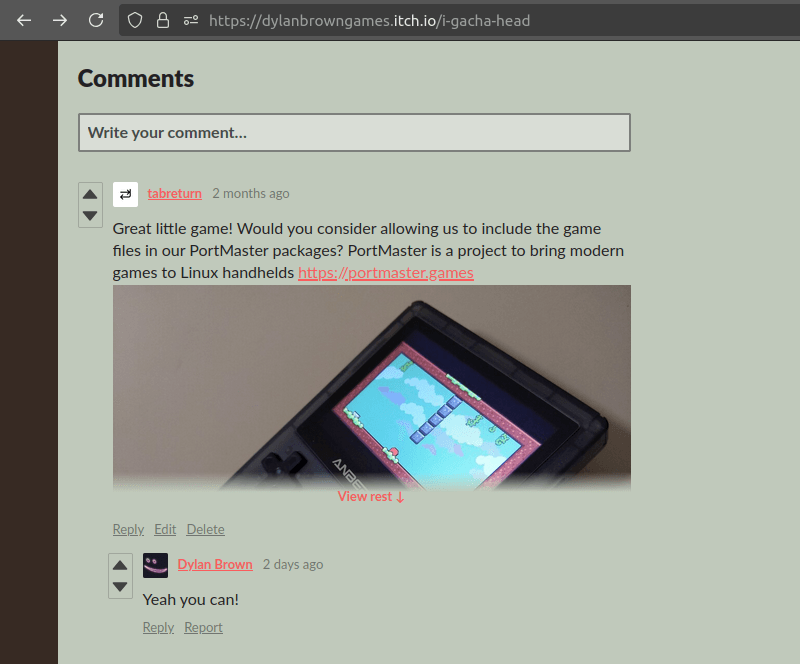 https://dylanbrowngames.itch.io/i-gacha-head
Comments
Write your comment...
tabreturn 2 months ago
Great little game! Would you consider allowing us to include the game
files in our PortMaster packages? PortMaster is a project to bring modern
games to Linux handhelds https://portmaster.games
ANBE
View rest ↓
Reply Edit Delete
Dylan Brown 2 days ago
Yeah you can!
Reply Report